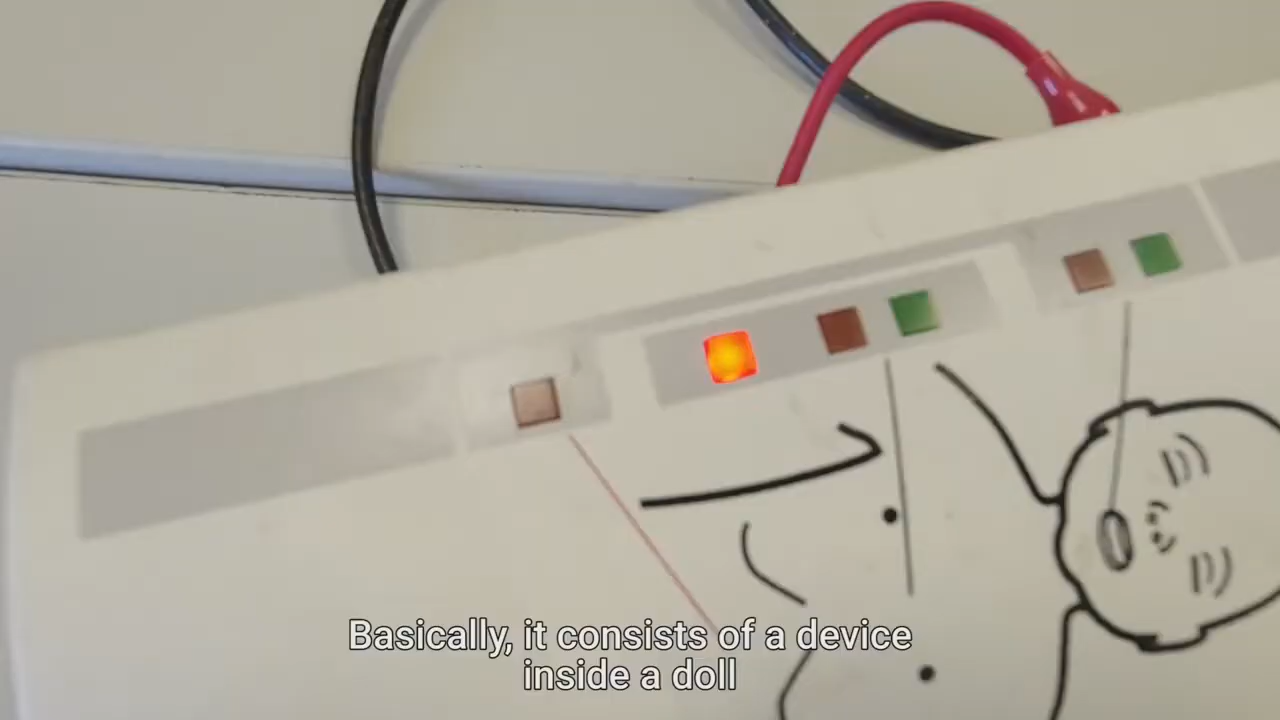 Basically, it consists of a device
inside a doll